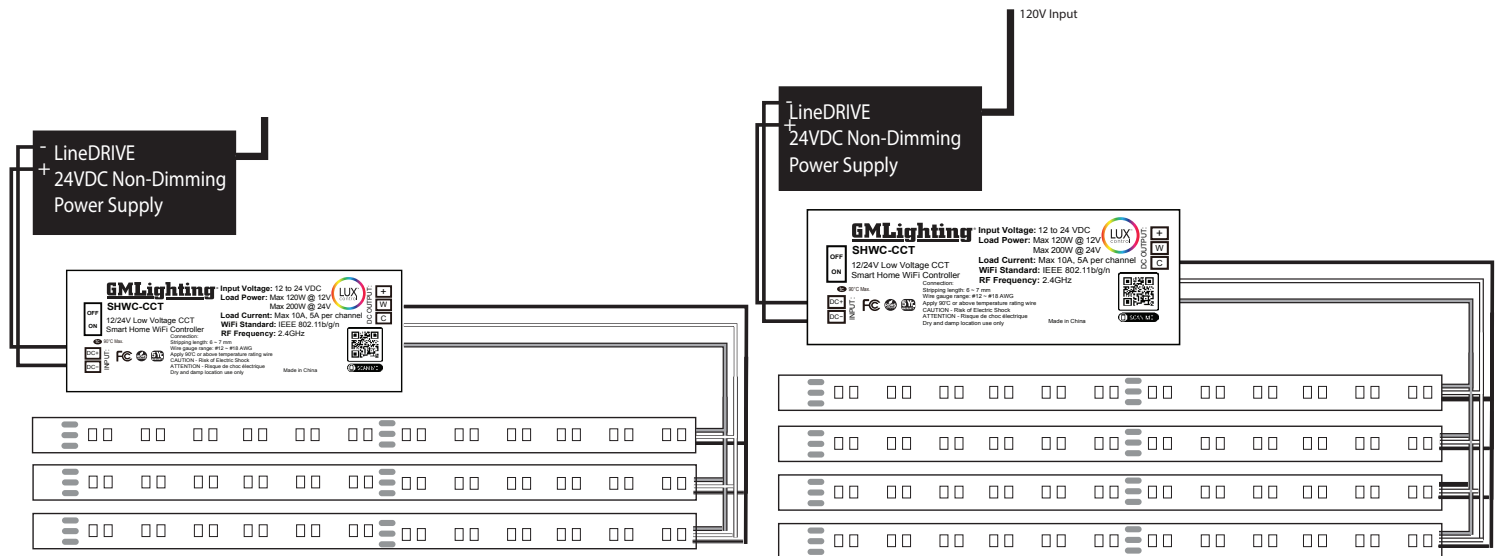 120V Input
LineDRIVE
24VDC Non-Dimming
Power Supply
-
+
GMLighting
SHWC-CCT
12/24V Low Voltage CCT
Smart Home WiFi Controller
OFF
ON
90°C Max.
DC+
DC-
INPUT:
Connection:
Stripping length: 6 ~ 7 mm
Wire gauge range: #12 ~ #18 AWG
Apply 90°C or above temperature rating wire
CAUTION - Risk of Electric Shock
ATTENTION - Risque de choc électrique
Dry and damp location use only
Input Voltage: 12 to 24 VDC
Load Power: Max 120W @ 12V
Max 200W @ 24V
Load Current: Max 10A, 5A per channel
WiFi Standard: IEEE 802.11b/g/n
RF Frequency: 2.4GHz
Made in China
LUX
control
DC OUTPUT:
+
W
C
SCAN ME
FC
-
+
LineDRIVE
24VDC Non-Dimming
Power Supply
GMLighting
SHWC-CCT
12/24V Low Voltage CCT
Smart Home WiFi Controller
OFF
ON
90°C Max.
DC+
DC-
INPUT:
Connection:
Stripping length: 6 ~ 7 mm
Wire gauge range: #12 ~ #18 AWG
Apply 90°C or above temperature rating wire
CAUTION - Risk of Electric Shock
ATTENTION - Risque de choc électrique
Dry and damp location use only
Input Voltage: 12 to 24 VDC
Load Power: Max 120W @ 12V
Max 200W @ 24V
Load Current: Max 10A, 5A per channel
WiFi Standard: IEEE 802.11b/g/n
RF Frequency: 2.4GHz
Made in China
LUX
control
DC OUTPUT:
+
W
C
SCAN ME
FC